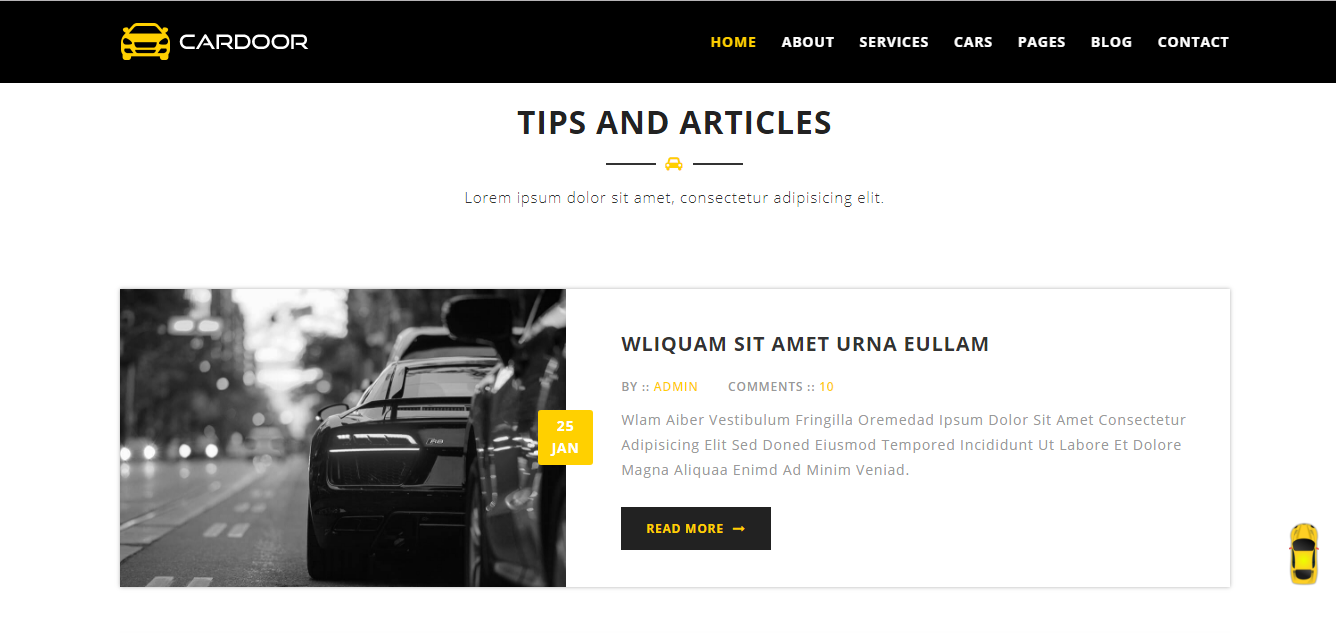 CARDOOR
HOME ABOUT SERVICES CARS PAGES BLOG CONTACT
TIPS AND ARTICLES
Lorem ipsum dolor sit amet, consectetur adipisicing elit.
25
JAN
WLIQUAM SIT AMET URNA EULLAM
BY :: ADMIN COMMENTS :: 10
Wlam Aiber Vestibulum Fringilla Oremedad Ipsum Dolor Sit Amet Consectetur
Adipisicing Elit Sed Doned Eiusmod Tempored Incididunt Ut Labore Et Dolore
Magna Aliquaa Enimd Ad Minim Veniad.
READ MORE